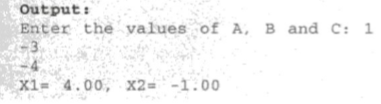 Output:
Enter the values of A, B and C: 1
-3
-4
X1= 4.00, X2= -1.00